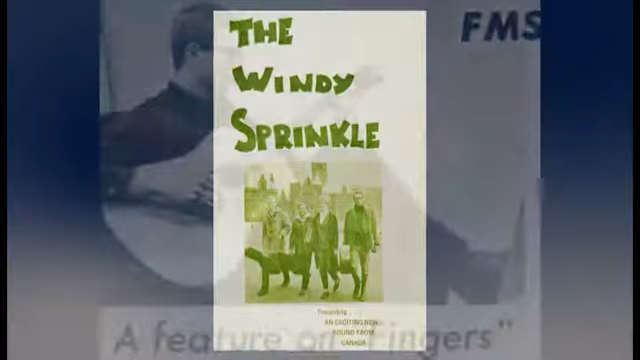 THE
FMS
WINDY
SPRINKLE
Presenting . . .
AN EXCITING NEW
SOUND FROM
CANADA
A feature on ingers"